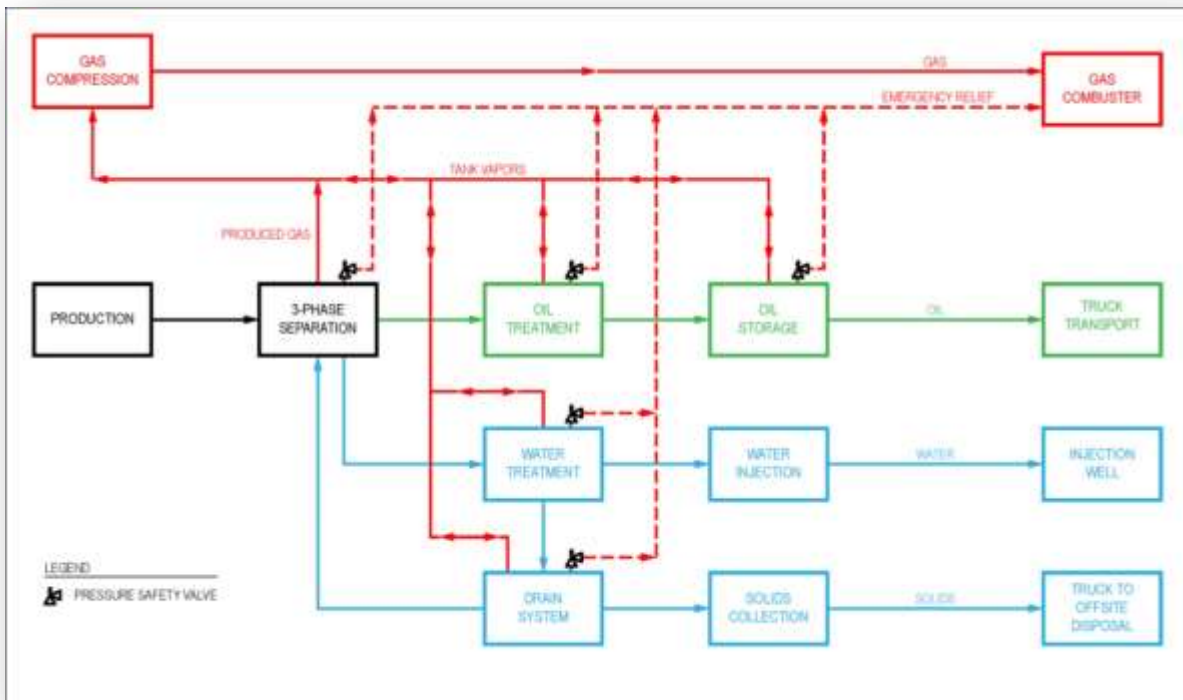 GAS
COMPRESSION
GAS
GAS
COMBUSTER
EMERGENCY RELIEF
TANK VAPORS
PRODUCED GAS
PRODUCTION
3-PHASE
SEPARATION
OIL
TREATMENT
OIL
STORAGE
OIL
TRUCK
TRANSPORT
WATER
TREATMENT
WATER
INJECTION
WATER
INJECTION
WELL
LEGEND
PRESSURE SAFETY VALVE
DRAIN
SYSTEM
SOLIDS
COLLECTION
SOLIDS
TRUCK TO
OFFSITE
DISPOSAL